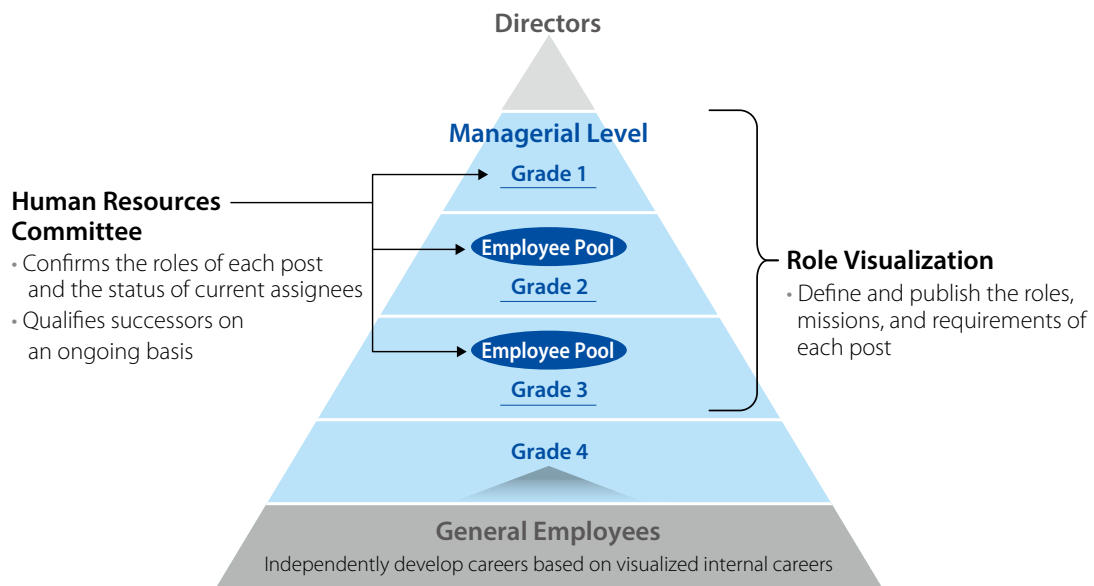 Directors
Managerial Level
Grade 1
Human Resources
Committee
• Confirms the roles of each post
and the status of current assignees
• Qualifies successors on
an ongoing basis
Employee Pool
Grade 2
Employee Pool
Grade 3
Role Visualization
• Define and publish the roles,
missions, and requirements of
each post
Grade 4
General Employees
Independently develop careers based on visualized internal careers